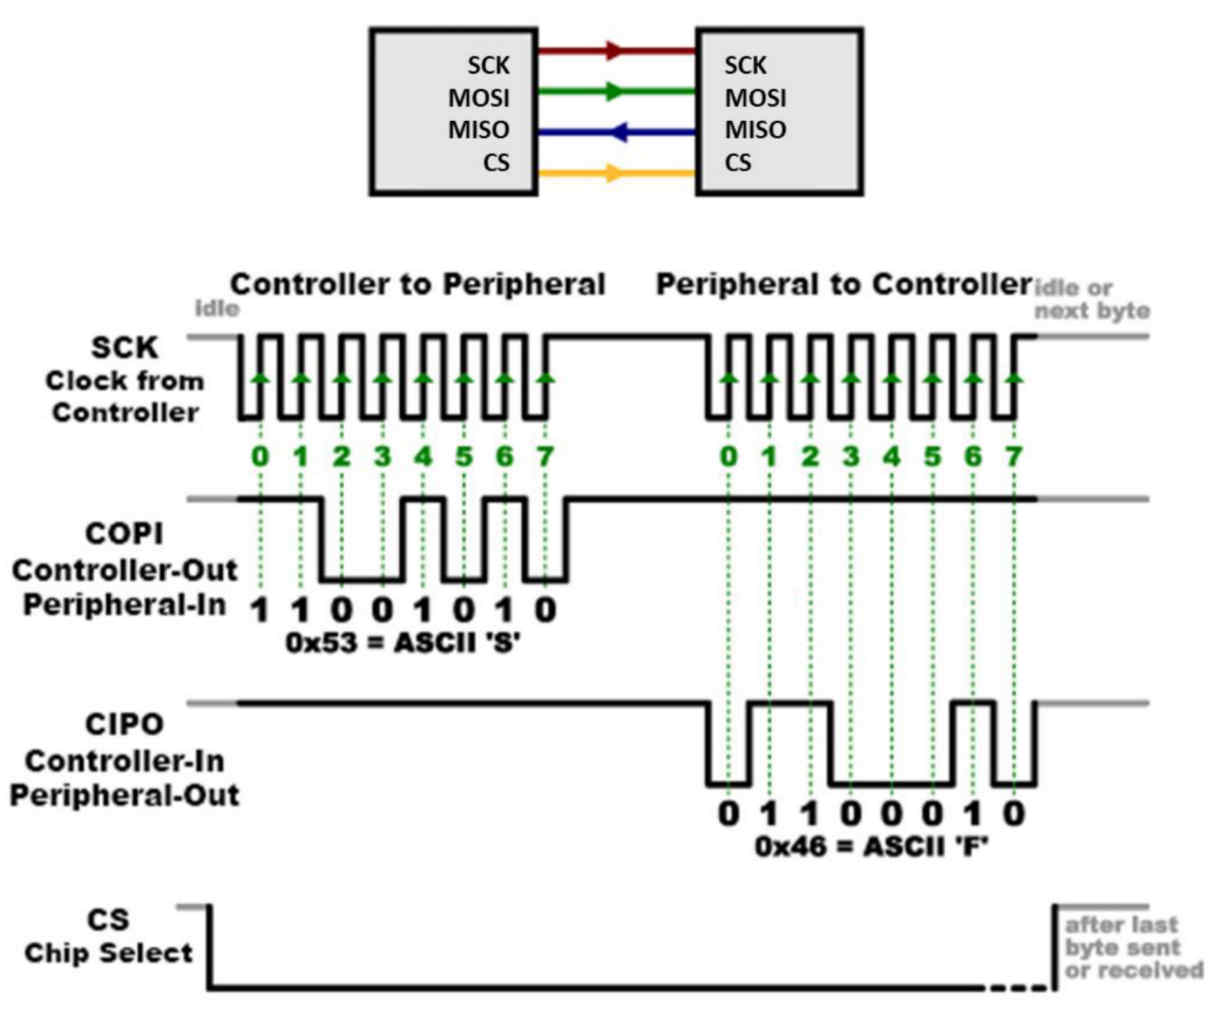 SCK
MOSI
MISO
CS
SCK
MOSI
MISO
CS
Controller to Peripheral
Peripheral to Controller
idle
idle or
next byte
SCK
Clock from
Controller
0 1 2 3 4 5 6 7
0 1 2 3 4 5 6 7
COPI
Controller-Out
Peripheral-In
1 1 0 0 1 0 1 0
0x53 = ASCII 'S'
CIPO
Controller-In
Peripheral-Out
0 1 1 0 0 0 1 0
0x46 = ASCII 'F'
CS
Chip Select
after last
byte sent
or received